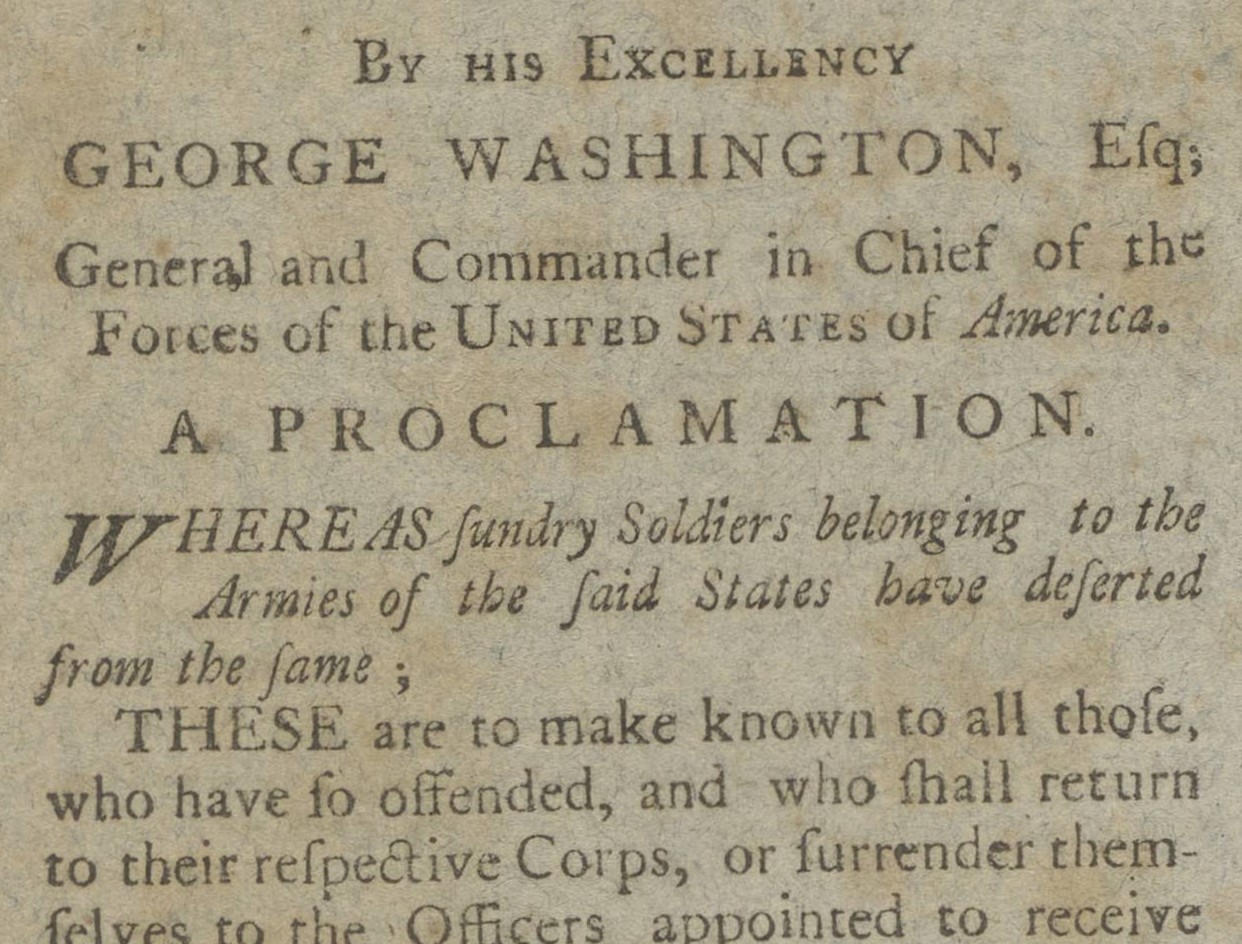 By his Excellency
GEORGE WASHINGTON, Eſq;
General, and Commander in Chief of the
Forces of the United States of America.
A PROCLAMATION.
WHEREAS ſundry Soldiers belonging to the
Armies of the ſaid States have deſerted
from the ſame ;
THESE are to make known to all thoſe,
who have ſo offended, and who ſhall return
to their reſpective Corps, or ſurrender them-
ſelves to the Officers appointed to receive